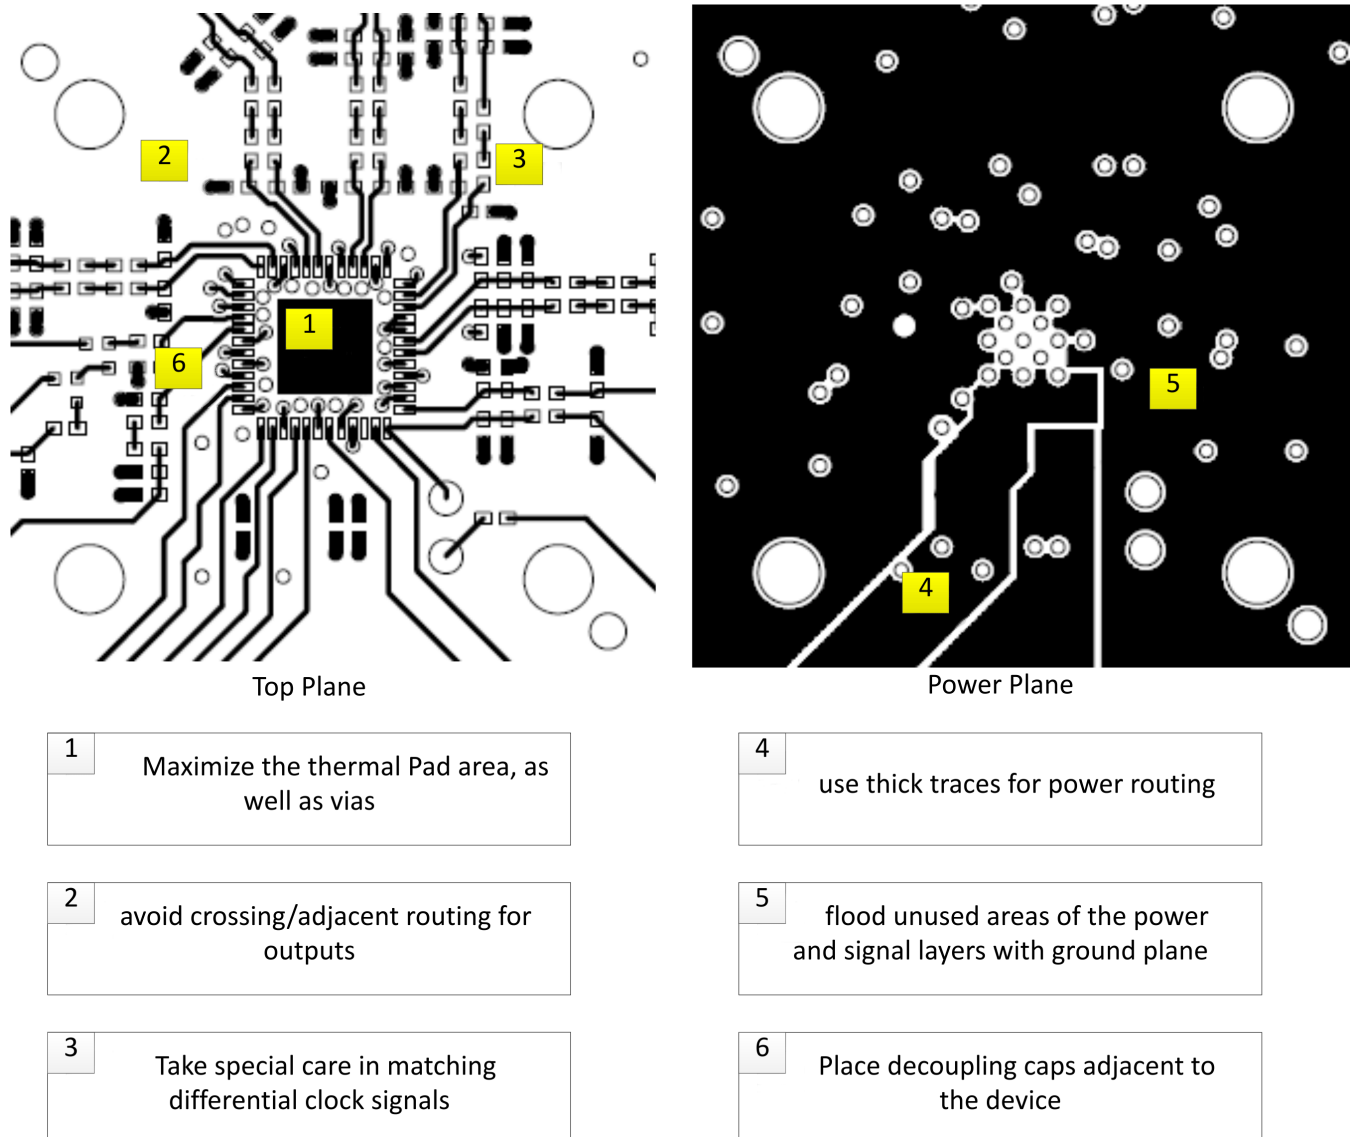 2
3
1
6
5
4
Top Plane
Power Plane
1
Maximize the thermal Pad area, as
well as vias
4
use thick traces for power routing
2
avoid crossing/adjacent routing for
outputs
5
flood unused areas of the power
and signal layers with ground plane
3
Take special care in matching
differential clock signals
6
Place decoupling caps adjacent to
the device